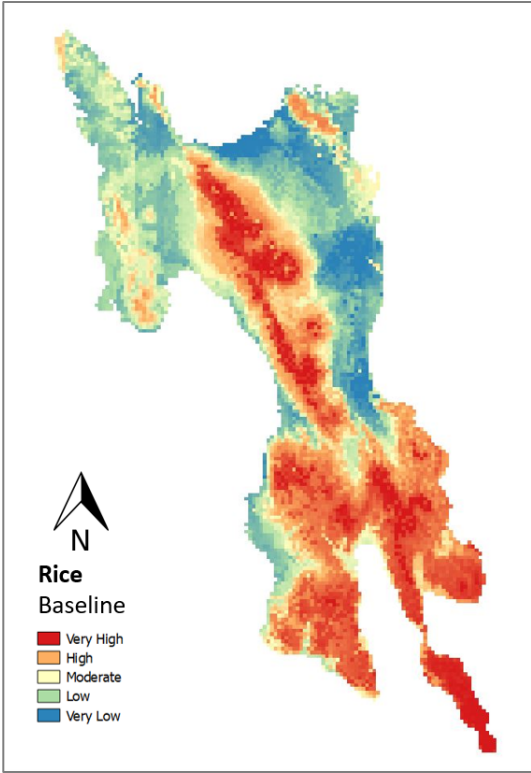 N
Rice
Baseline
Very High
High
Moderate
Low
Very Low